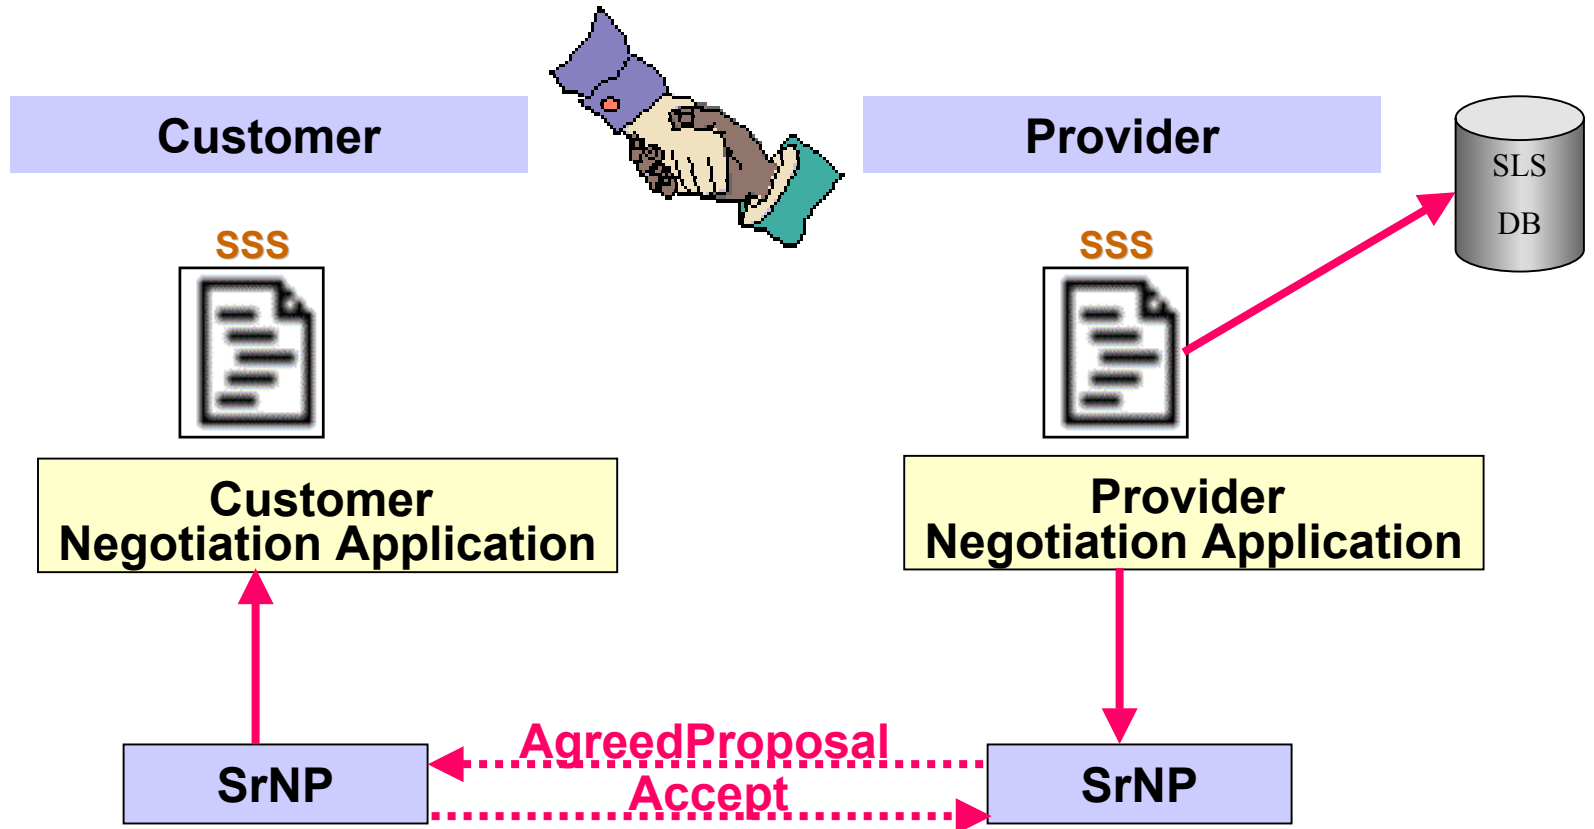 Customer
Provider
SLS
DB
SSS
SSS
Customer
Negotiation Application
Provider
Negotiation Application
AgreedProposal
SrNP
Accept
SrNP